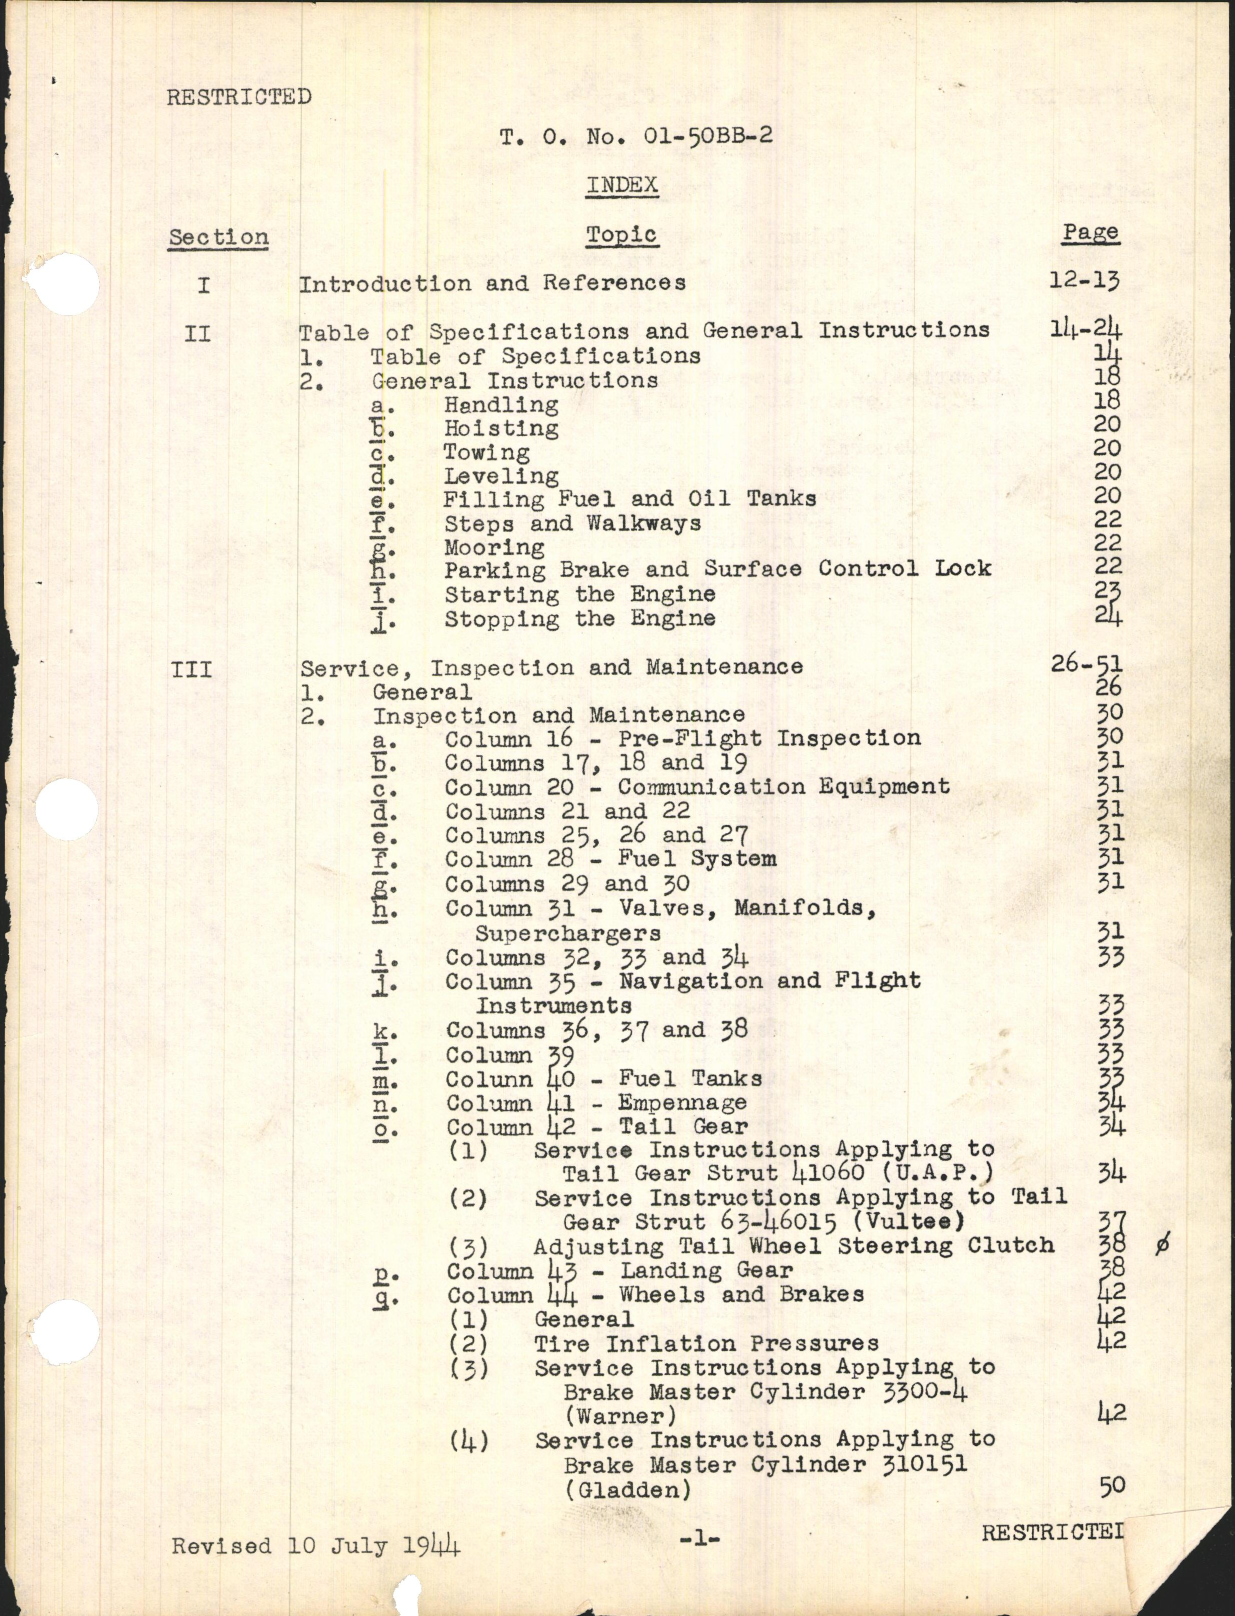 RESTRICTED
T. O. No. 01-50BB-2
INDEX
Section Topic Page
I Introduction and References 12-13
II Table of Specifications and General Instructions 14-24
1. Table of Specifications 14
2. General Instructions 18
a. Handling 18
b. Hoisting 20
c. Towing 20
d. Leveling 20
e. Filling Fuel and Oil Tanks 20
f. Steps and Walkways 22
g. Mooring 22
h. Parking Brake and Surface Control Lock 22
i. Starting the Engine 23
j. Stopping the Engine 24
III Service, Inspection and Maintenance 26-51
1. General 26
2. Inspection and Maintenance 30
a. Column 16 - Pre-Flight Inspection 30
b. Columns 17, 18 and 19 31
c. Column 20 - Communication Equipment 31
d. Columns 21 and 22 31
e. Columns 25, 26 and 27 31
f. Column 28 - Fuel System 31
g. Columns 29 and 30 31
h. Column 31 - Valves, Manifolds,
Superchargers 31
i. Columns 32, 33 and 34 33
j. Column 35 - Navigation and Flight
Instruments 33
k. Columns 36, 37 and 38 33
l. Column 39 33
m. Colunn 40 - Fuel Tanks 33
n. Column 41 - Empennage 34
o. Column 42 - Tail Gear 34
(1) Service Instructions Applying to
Tail Gear Strut 41060 (U.A.P.) 34
(2) Service Instructions Applying to Tail
Gear Strut 63-46015 (Vultee) 37
(3) Adjusting Tail Wheel Steering Clutch 38 ø
p. Column 43 - Landing Gear 38
q. Column 44 - Wheels and Brakes 42
(1) General 42
(2) Tire Inflation Pressures 42
(3) Service Instructions Applying to
Brake Master Cylinder 3300-4
(Warner) 42
(4) Service Instructions Applying to
Brake Master Cylinder 310151
(Gladden) 50
Revised 10 July 1944 -1- RESTRICTE